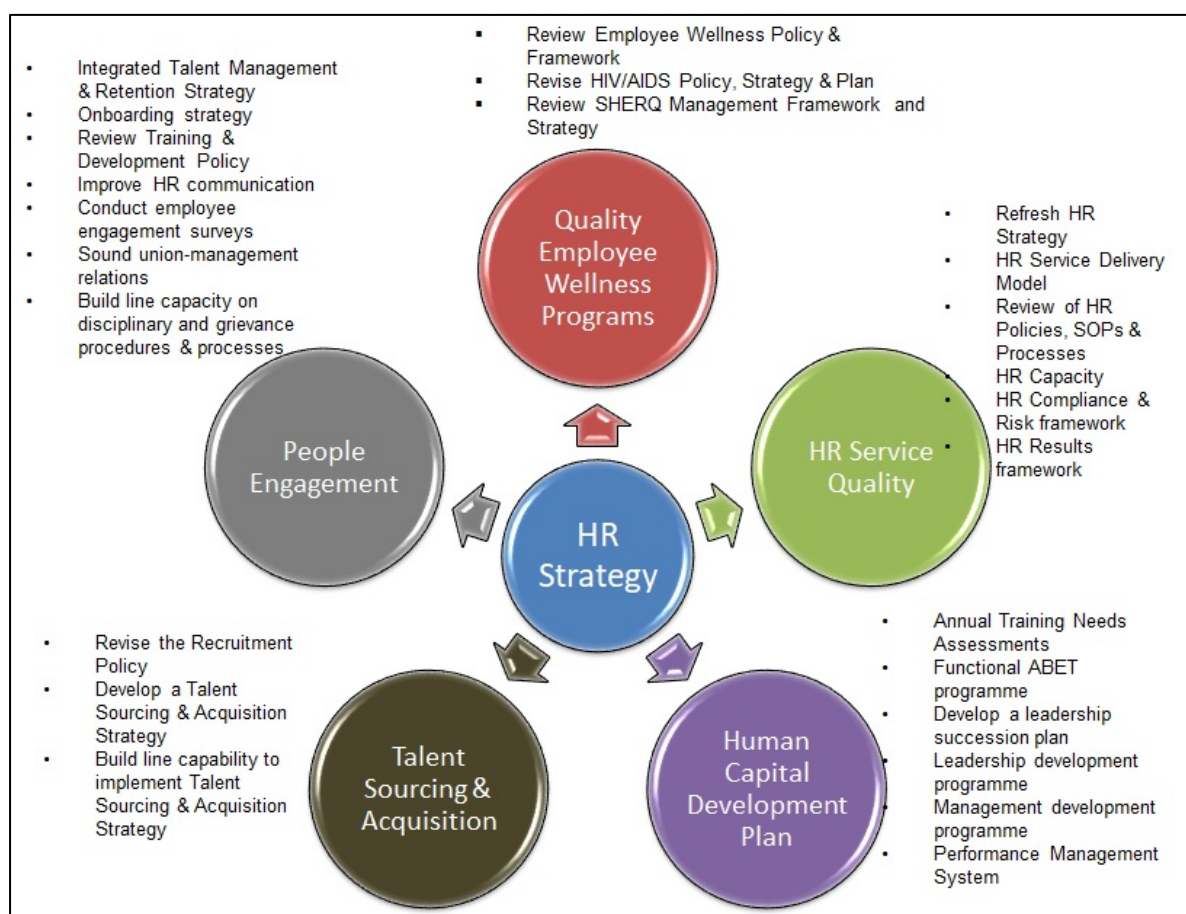 ▪ Review Employee Wellness Policy &
Framework
▪ Revise HIV/AIDS Policy, Strategy & Plan
▪ Review SHERQ Management Framework and
Strategy
• Integrated Talent Management
& Retention Strategy
• Onboarding strategy
• Review Training &
Development Policy
• Improve HR communication
• Conduct employee
engagement surveys
• Sound union-management
relations
• Build line capacity on
disciplinary and grievance
procedures & processes
Quality
Employee
Wellness
Programs
• Refresh HR
Strategy
• HR Service Delivery
Model
• Review of HR
Policies, SOPs &
Processes
• HR Capacity
• HR Compliance &
Risk framework
• HR Results
framework
People
Engagement
HR Service
Quality
HR
Strategy
• Revise the Recruitment
Policy
• Develop a Talent
Sourcing & Acquisition
Strategy
• Build line capability to
implement Talent
Sourcing & Acquisition
Strategy
Talent
Sourcing &
Acquisition
Human
Capital
Development
Plan
• Annual Training Needs
Assessments
• Functional ABET
programme
• Develop a leadership
succession plan
• Leadership development
programme
• Management development
programme
• Performance Management
System